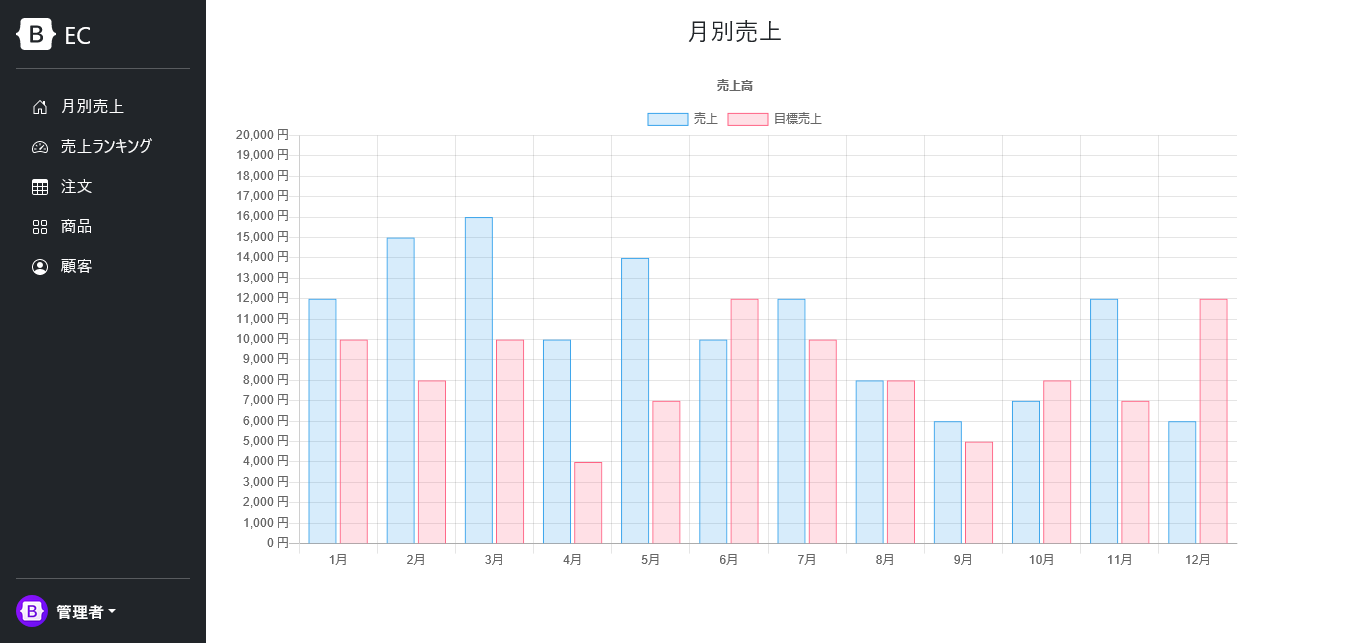 B EC
月別売上
売上ランキング
注文
商品
顧客
B 管理者
月別売上
売上高
売上 目標売上
20,000 円
19,000 円
18,000 円
17,000 円
16,000 円
15,000 円
14,000 円
13,000 円
12,000 円
11,000 円
10,000 円
9,000 円
8,000 円
7,000 円
6,000 円
5,000 円
4,000 円
3,000 円
2,000 円
1,000 円
0 円
1月 2月 3月 4月 5月 6月 7月 8月 9月 10月 11月 12月